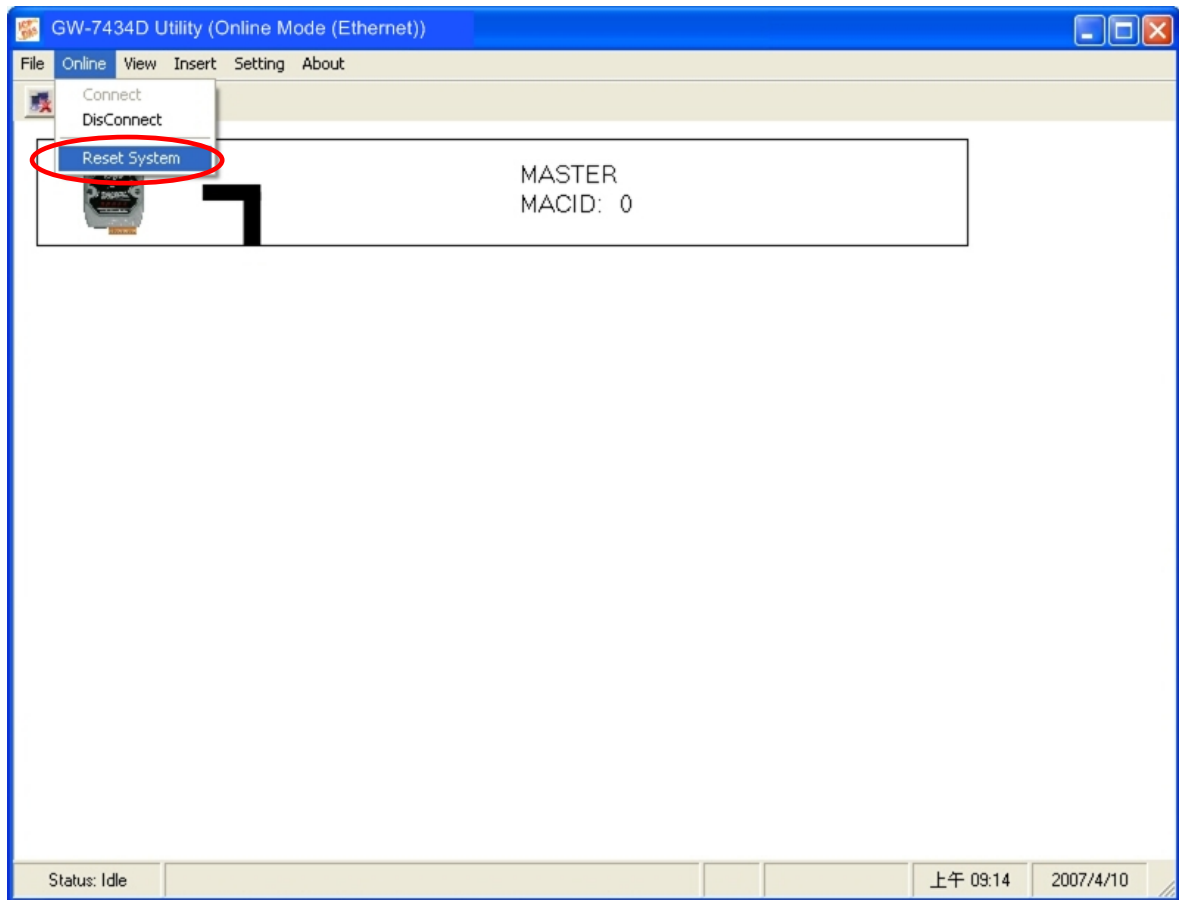 GW-7434D Utility (Online Mode (Ethernet))
File Online View Insert Setting About
Connect
DisConnect
Reset System
MASTER
MACID: 0
Status: Idle 上午 09:14 2007/4/10